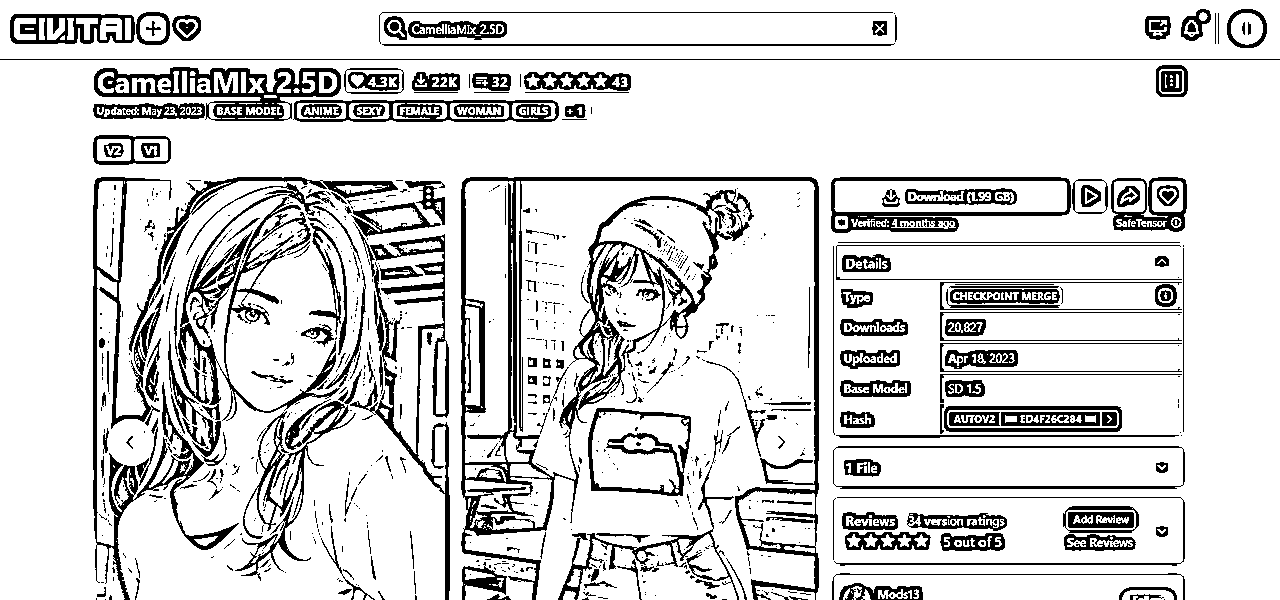 CIVITAI
CamelliaMIx_2.5D
CamelliaMIx_2.5D 4.3K 22K 32 43
Updated: May 23, 2023 BASE MODEL ANIME SEXY FEMALE WOMAN GIRLS +1
V2 V1
Download (1.99 GB)
Verified: 4 months ago SafeTensor
Details
Type CHECKPOINT MERGE
Downloads 20,827
Uploaded Apr 18, 2023
Base Model SD 1.5
Hash AUTOV2 ED4F26C284
1 File
Reviews 34 version ratings Add Review
5 out of 5 See Reviews
Mods13